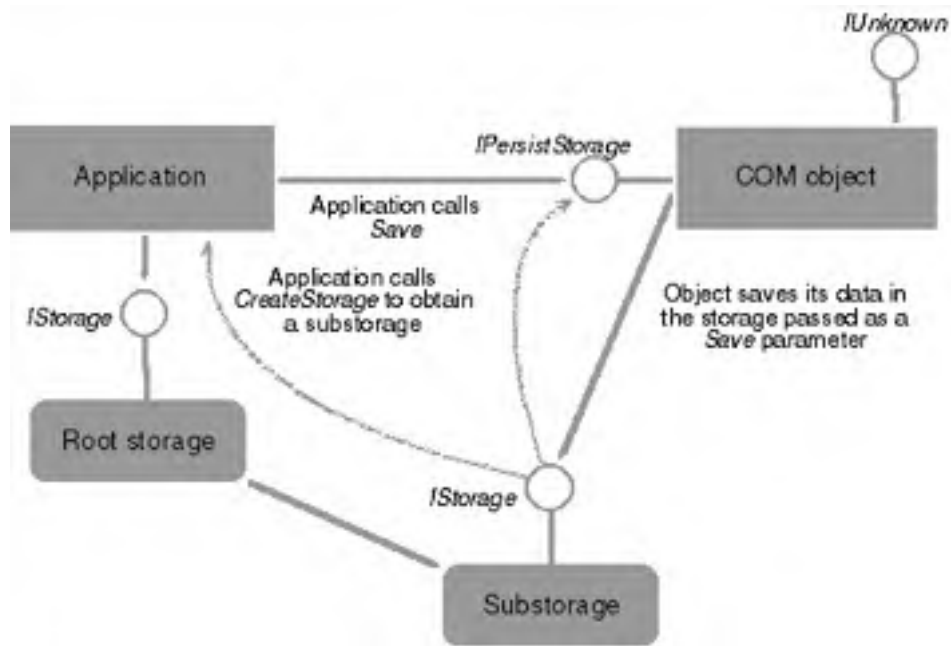 IUnknown
IPersistStorage
Application
COM object
Application calls
Save
Application calls
CreateStorage to obtain
a substorage
Object saves its data in
the storage passed as a
Save parameter
IStorage
Root storage
IStorage
Substorage